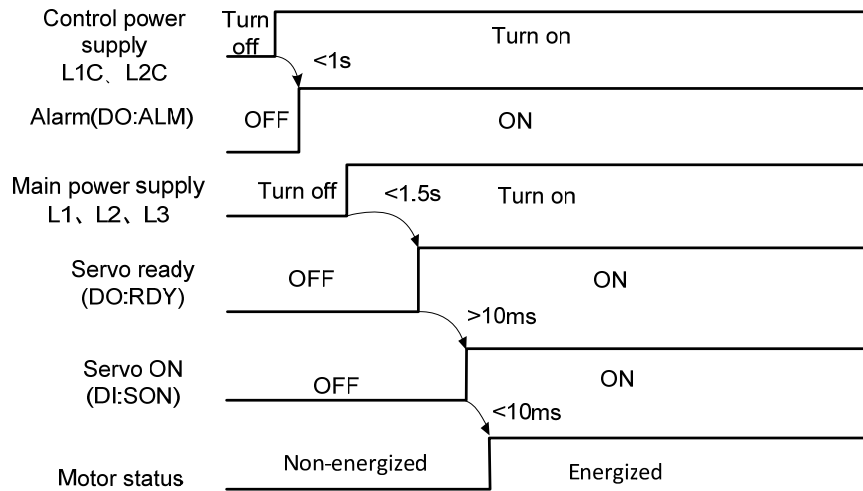 Control power
supply
L1C、L2C
Turn
off
Turn on
<1s
Alarm(DO:ALM)
OFF
ON
Main power supply
L1、L2、L3
Turn off
<1.5s
Turn on
Servo ready
(DO:RDY)
OFF
ON
>10ms
Servo ON
(DI:SON)
OFF
ON
<10ms
Motor status
Non-energized
Energized